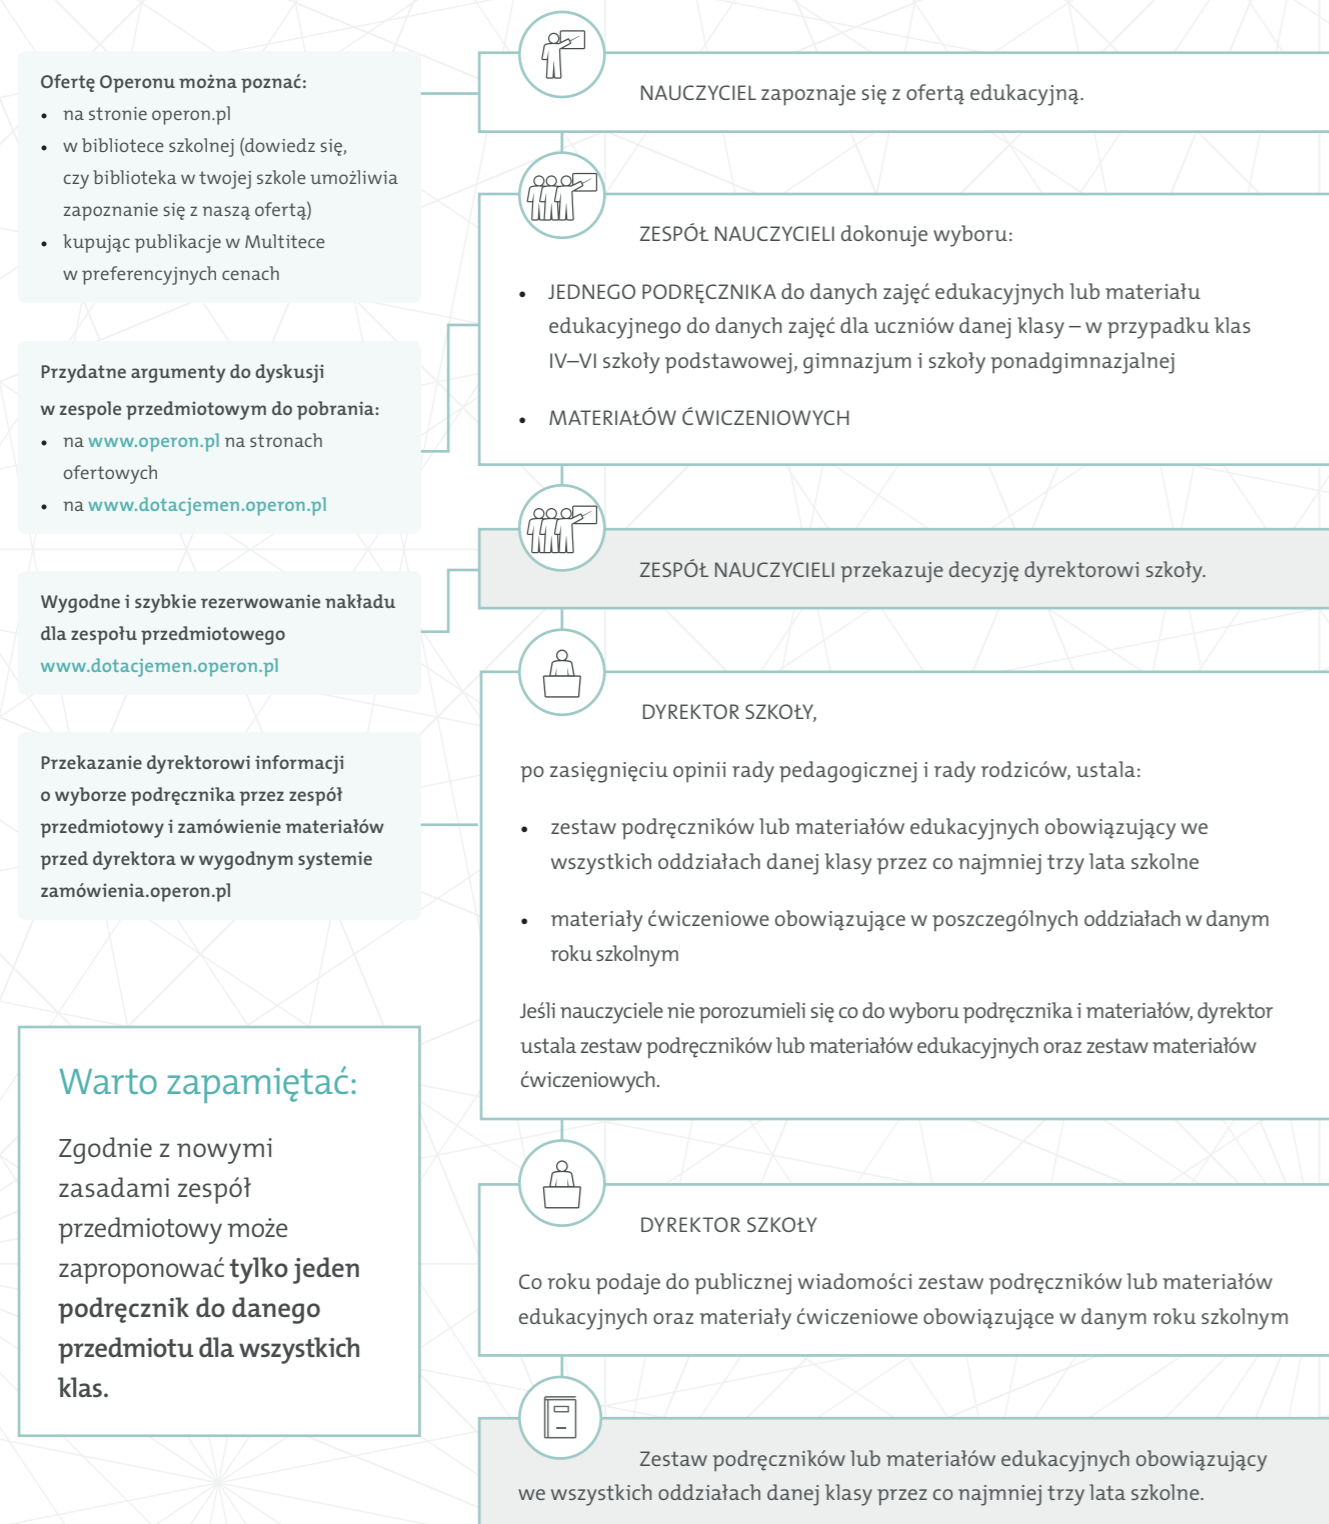 Ofertę Operonu można poznać:
• na stronie operon.pl
• w bibliotece szkolnej (dowiedz się,
czy biblioteka w twojej szkole umożliwia
zapoznanie się z naszą ofertą)
• kupując publikacje w Multitece
w preferencyjnych cenach
Przydatne argumenty do dyskusji
w zespole przedmiotowym do pobrania:
• na www.operon.pl na stronach
ofertowych
• na www.dotacjemen.operon.pl
Wygodne i szybkie rezerwowanie nakładu
dla zespołu przedmiotowego
www.dotacjemen.operon.pl
Przekazanie dyrektorowi informacji
o wyborze podręcznika przez zespół
przedmiotowy i zamówienie materiałów
przed dyrektora w wygodnym systemie
zamówienia.operon.pl
Warto zapamiętać:
Zgodnie z nowymi
zasadami zespół
przedmiotowy może
zaproponować tylko jeden
podręcznik do danego
przedmiotu dla wszystkich
klas.
NAUCZYCIEL zapoznaje się z ofertą edukacyjną.
ZESPÓŁ NAUCZYCIELI dokonuje wyboru:
• JEDNEGO PODRĘCZNIKA do danych zajęć edukacyjnych lub materiału
edukacyjnego do danych zajęć dla uczniów danej klasy – w przypadku klas
IV–VI szkoły podstawowej, gimnazjum i szkoły ponadgimnazjalnej
• MATERIAŁÓW ĆWICZENIOWYCH
ZESPÓŁ NAUCZYCIELI przekazuje decyzję dyrektorowi szkoły.
DYREKTOR SZKOŁY,
po zasięgnięciu opinii rady pedagogicznej i rady rodziców, ustala:
• zestaw podręczników lub materiałów edukacyjnych obowiązujący we
wszystkich oddziałach danej klasy przez co najmniej trzy lata szkolne
• materiały ćwiczeniowe obowiązujące w poszczególnych oddziałach w danym
roku szkolnym
Jeśli nauczyciele nie porozumieli się co do wyboru podręcznika i materiałów, dyrektor
ustala zestaw podręczników lub materiałów edukacyjnych oraz zestaw materiałów
ćwiczeniowych.
DYREKTOR SZKOŁY
Co roku podaje do publicznej wiadomości zestaw podręczników lub materiałów
edukacyjnych oraz materiały ćwiczeniowe obowiązujące w danym roku szkolnym
Zestaw podręczników lub materiałów edukacyjnych obowiązujący
we wszystkich oddziałach danej klasy przez co najmniej trzy lata szkolne.